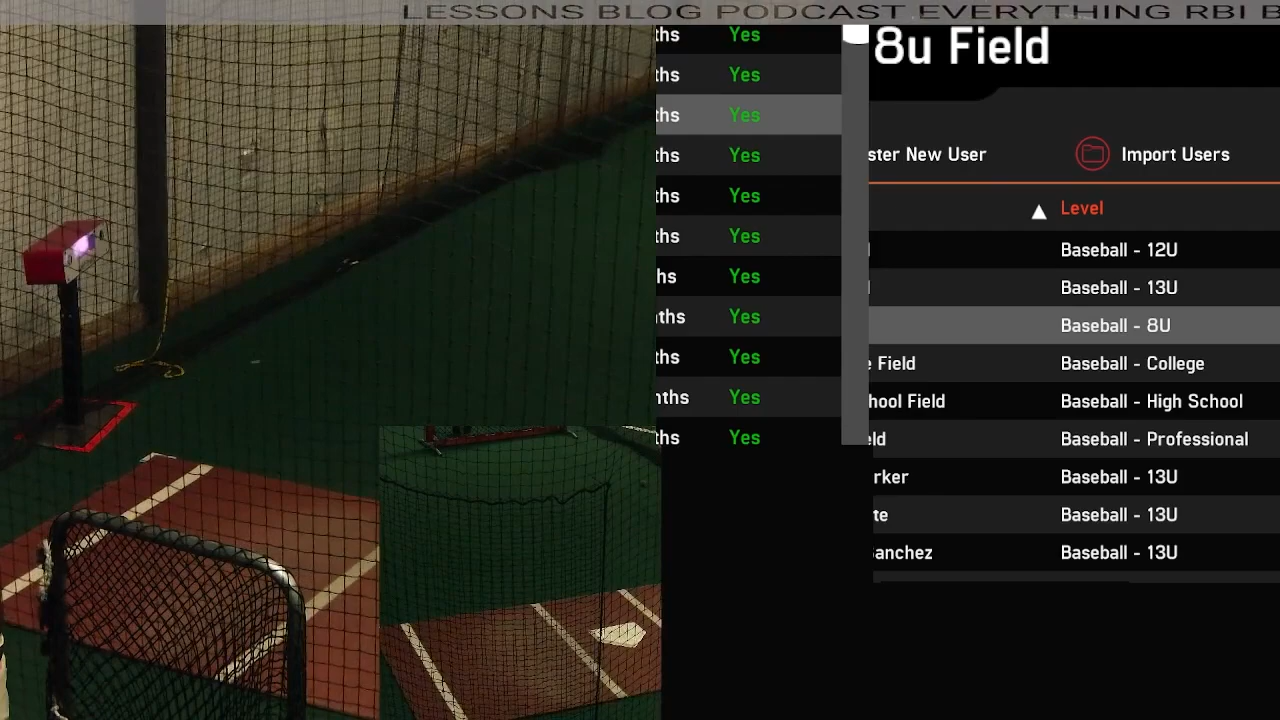 LESSONS BLOG PODCAST EVERYTHING RBI
8u Field
ster New User
Import Users
Level
ths Yes
ths Yes
ths Yes
ths Yes
ths Yes
ths Yes
hs Yes
ths Yes
ths Yes
nths Yes
ths Yes
Baseball - 12U
Baseball - 13U
Baseball - 8U
e Field Baseball - College
hool Field Baseball - High School
eld Baseball - Professional
rker Baseball - 13U
te Baseball - 13U
Sanchez Baseball - 13U